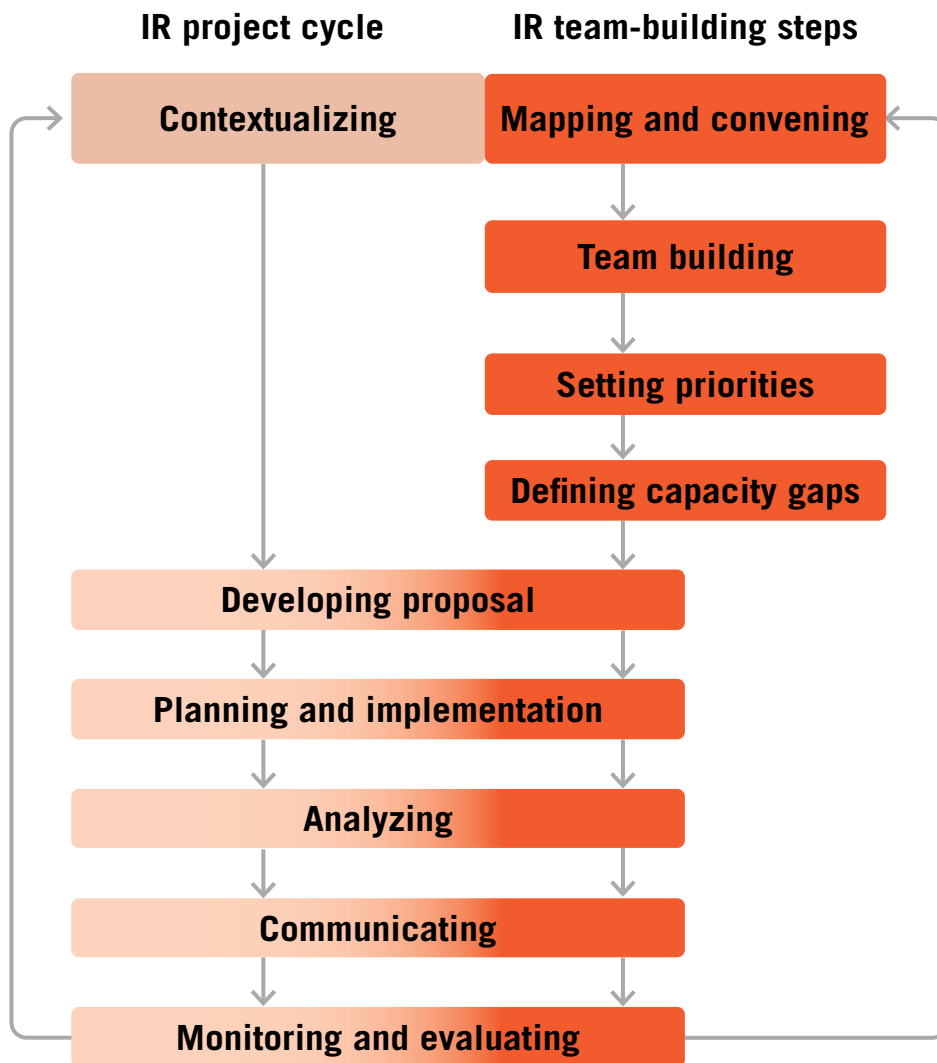 IR project cycle
IR team-building steps
Contextualizing
Mapping and convening
Team building
Setting priorities
Defining capacity gaps
Developing proposal
Planning and implementation
Analyzing
Communicating
Monitoring and evaluating